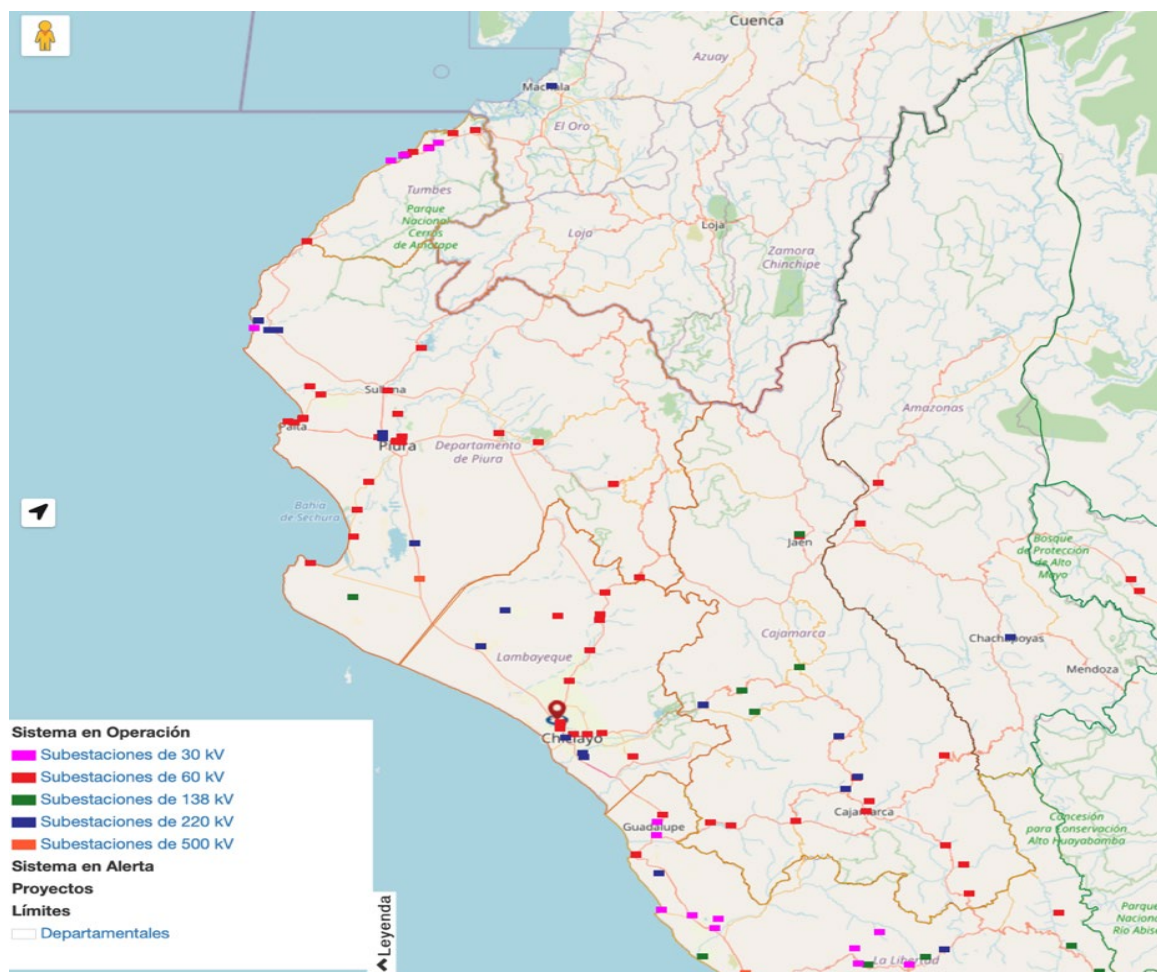 Cuenca
Azuay
Machala
El Oro
Tumbes
Parque
Nacional
Cerros
de Amotape
Loja
Loja
Zamora
Chinchipe
Sullana
Paita
Piura
Departamento
de Piura
Amazonas
Bahía
de Sechura
Jaén
Bosque
de Protección
de Alto
Mayo
Cajamarca
Chachapoyas
Mendoza
Lambayeque
Chiclayo
Guadalupe
Cajamarca
Concesión
para Conservación
Alto Huayabamba
Parque
Nacional
Río Abise
La Libertad
Sistema en Operación
Subestaciones de 30 kV
Subestaciones de 60 kV
Subestaciones de 138 kV
Subestaciones de 220 kV
Subestaciones de 500 kV
Sistema en Alerta
Proyectos
Límites
Departamentales
Leyenda